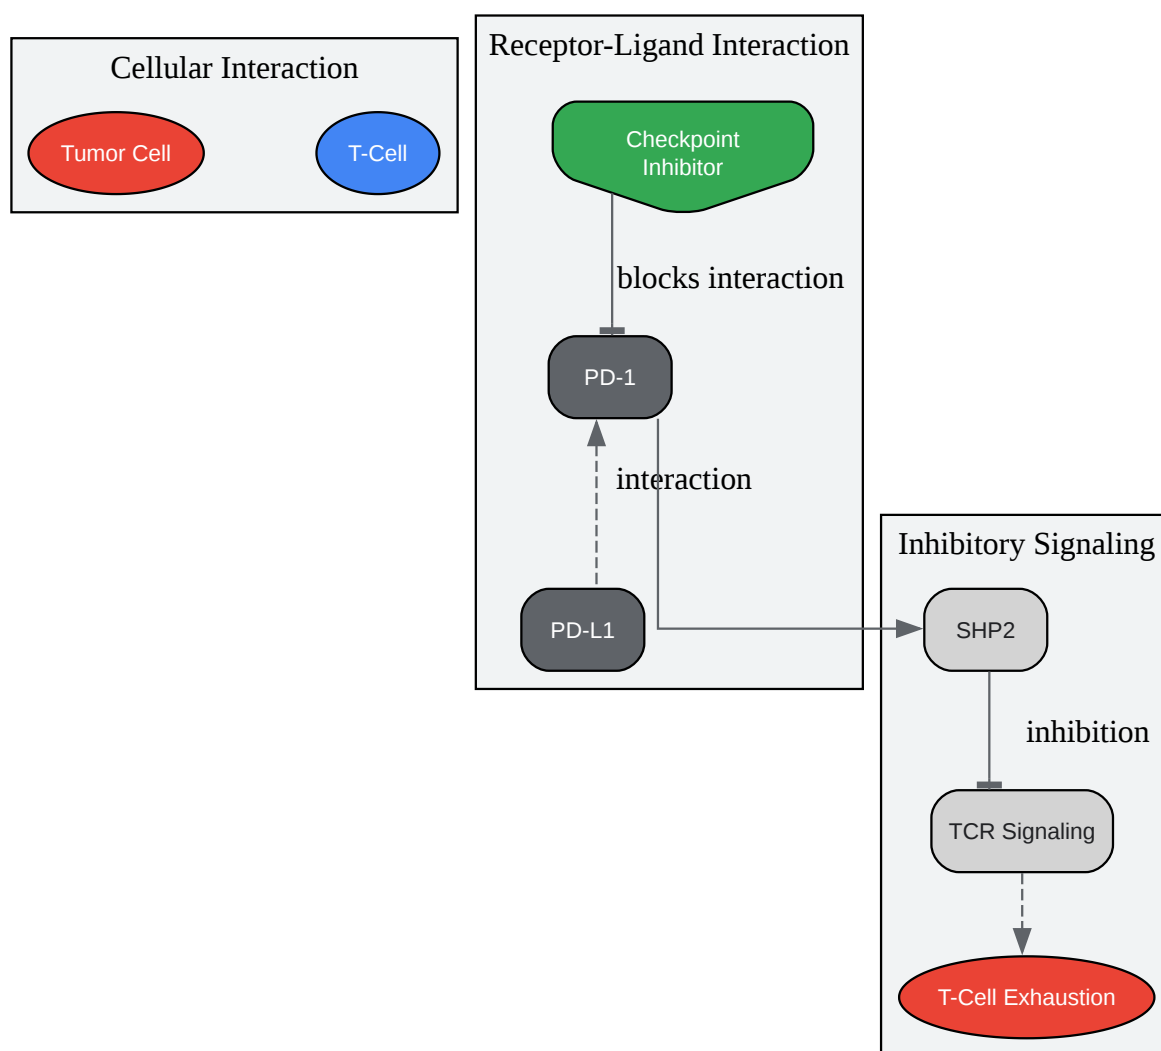 Cellular Interaction
Tumor Cell
T-Cell
Receptor-Ligand Interaction
Checkpoint
Inhibitor
blocks interaction
PD-1
interaction
PD-L1
Inhibitory Signaling
SHP2
inhibition
TCR Signaling
T-Cell Exhaustion